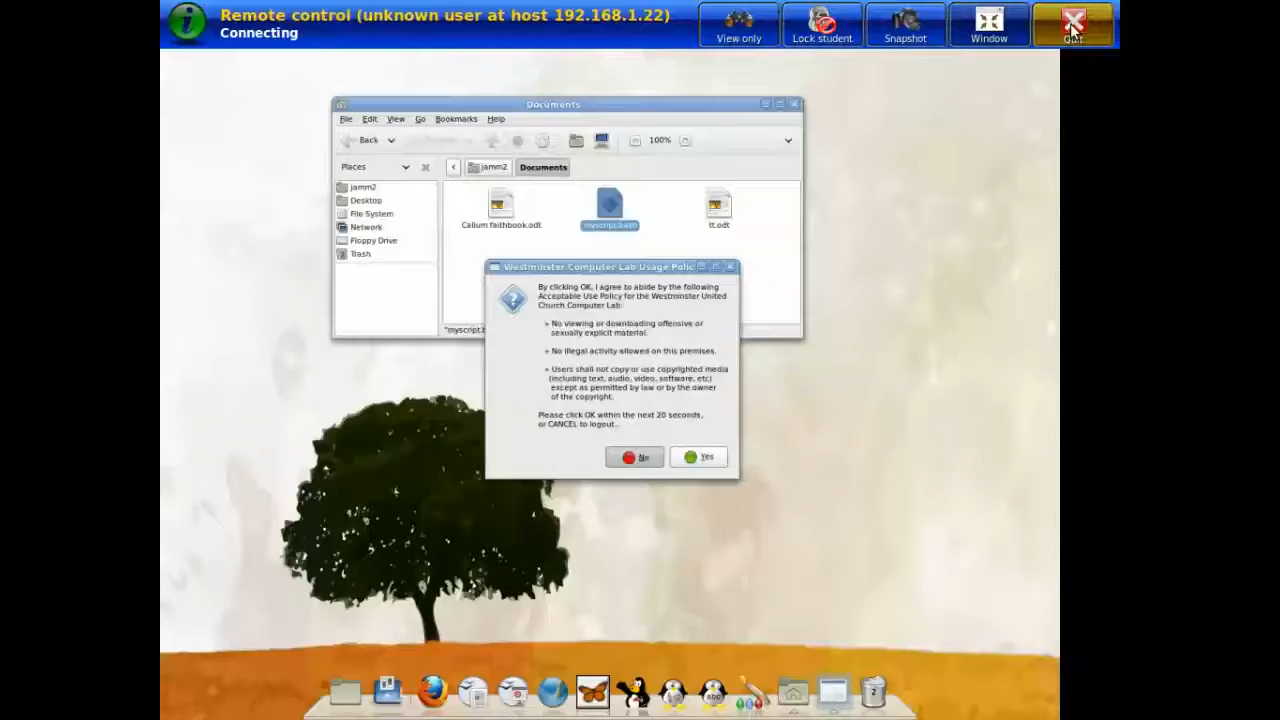 Remote control (unknown user at host 192.168.1.22)
Connecting
View only
Lock student
Snapshot
Window
Quit
Documents
File Edit View Go Bookmarks Help
Back
100%
Places
jamm2
Documents
jamm2
Desktop
File System
Network
Floppy Drive
Trash
Callum faithbook.odt
tt.odt
"myscript.
Westminster Computer Lab Usage Polic
By clicking OK, I agree to abide by the following
Acceptable Use Policy for the Westminster United
Church Computer Lab:
» No viewing or downloading offensive or
sexually explicit material.
» No illegal activity allowed on this premises.
» Users shall not copy or use copyrighted media
(including text, audio, video, software, etc)
except as permitted by law or by the owner
of the copyright.
Please click OK within the next 20 seconds,
or CANCEL to logout...
No
Yes
abc
2